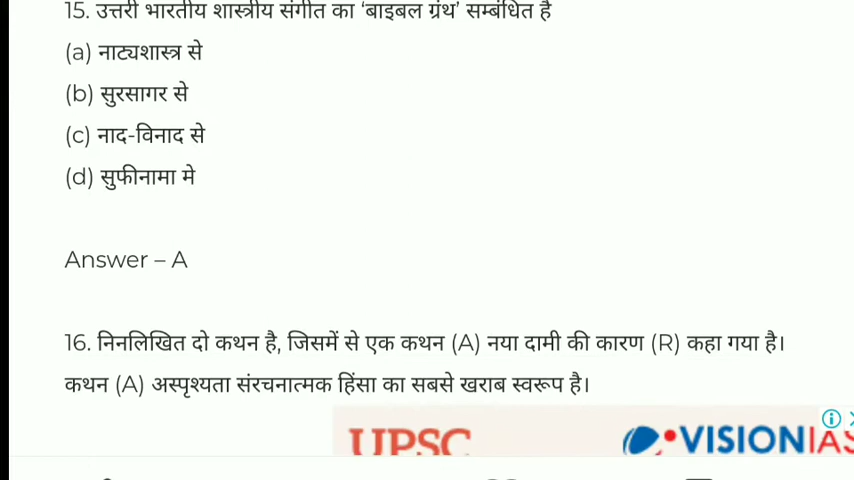 15. उत्तरी भारतीय शास्त्रीय संगीत का ‘बाइबल ग्रंथ’ सम्बंधित है
(a) नाट्यशास्त्र से
(b) सुरसागर से
(c) नाद-विनाद से
(d) सुफीनामा मे
Answer – A
16. निनलिखित दो कथन है, जिसमें से एक कथन (A) नया दामी की कारण (R) कहा गया है।
कथन (A) अस्पृश्यता संरचनात्मक हिंसा का सबसे खराब स्वरूप है।
UPSC VISIONIAS